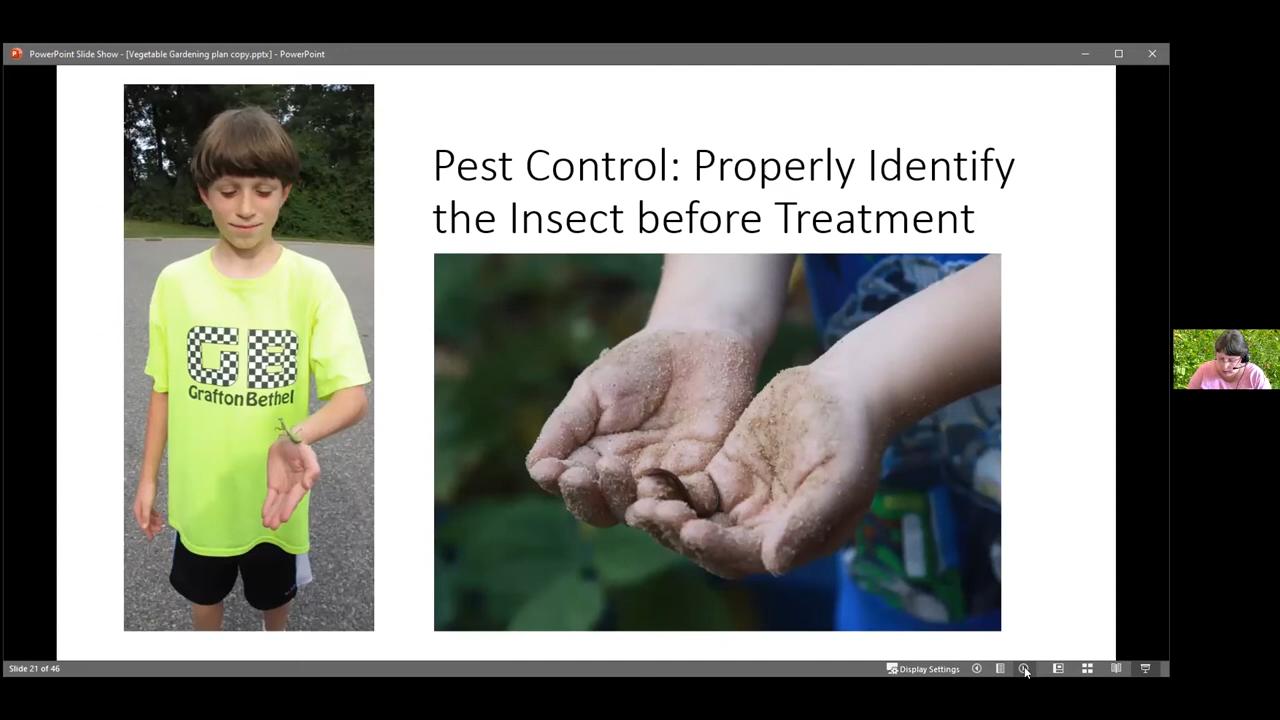 PowerPoint Slide Show - [Vegetable Gardening plan copy.pptx] - PowerPoint
Pest Control: Properly Identify
the Insect before Treatment
GB
Grafton Bethel
Slide 21 of 46
Display Settings